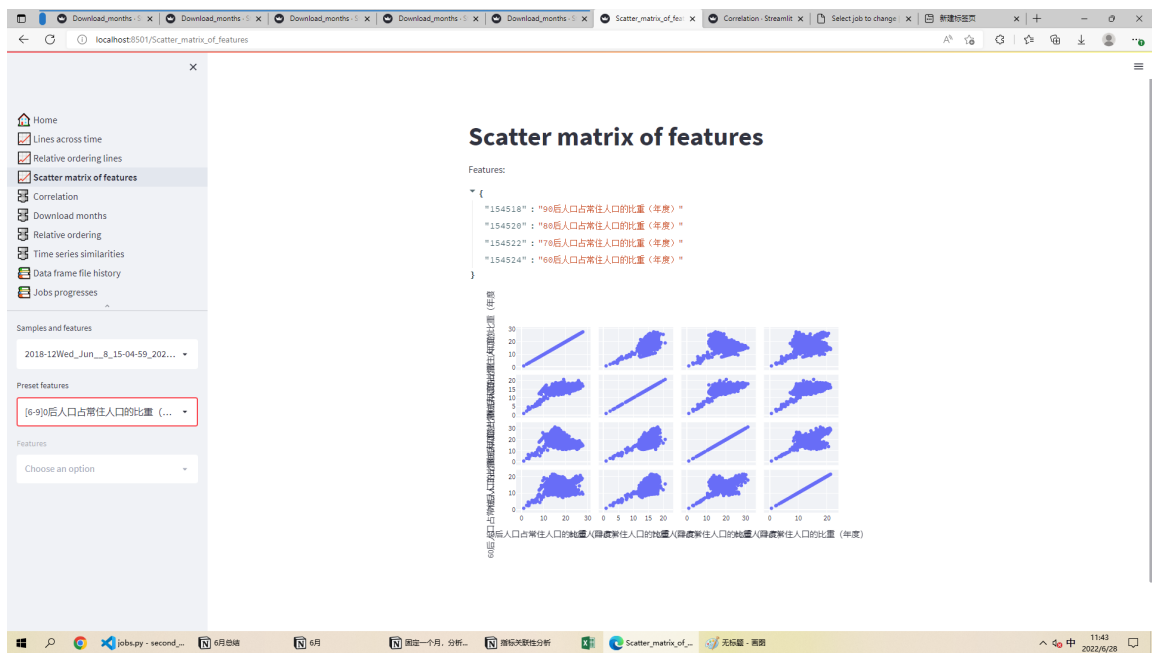 Download_months · S
Download_months · S
Download_months · S
Download_months · S
Download_months · S
Scatter_matrix_of_feat
Correlation · Streamlit
Select job to change
新建标签页
localhost:8501/Scatter_matrix_of_features
Home
Lines across time
Relative ordering lines
Scatter matrix of features
Correlation
Download months
Relative ordering
Time series similarities
Data frame file history
Jobs progresses
Samples and features
2018-12Wed_Jun__8_15-04-59_202...
Preset features
[6-9]0后人口占常住人口的比重（...
Features
Choose an option
Scatter matrix of features
Features:
{
"154518" : "90后人口占常住人口的比重（年度）"
"154520" : "80后人口占常住人口的比重（年度）"
"154522" : "70后人口占常住人口的比重（年度）"
"154524" : "60后人口占常住人口的比重（年度）"
}
30
20
10
0
20
15
10
5
0
30
20
10
0
20
10
0
0 10 20 30 0 5 10 15 20 0 10 20 30 0 10 20
jobs.py - second_...
6月总结
6月
固定一个月，分析...
指标关联性分析
Scatter_matrix_of_...
无标题 - 画图
中
11:43
2022/6/28